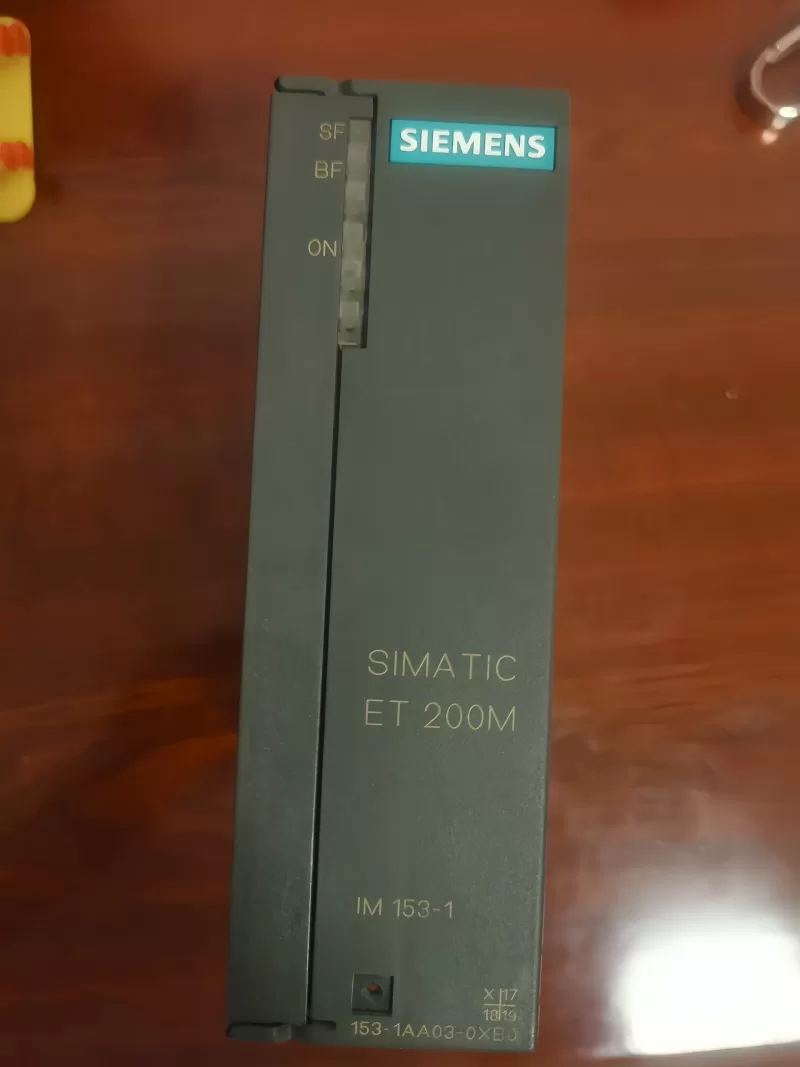 SF
SIEMENS
BF
ON
SIMATIC
ET 200M
IM 153-1
X 17
18 19
153-1AA03-0XB0